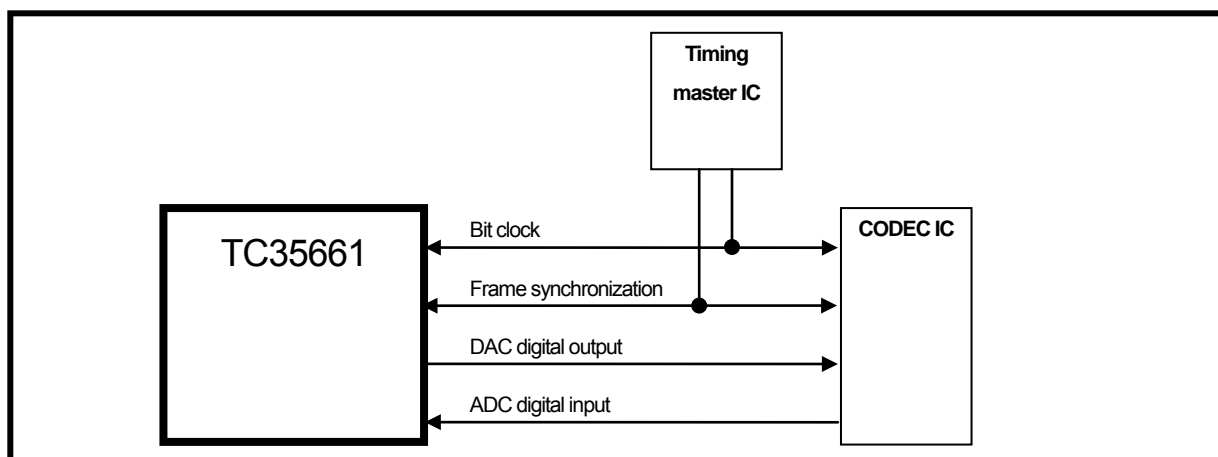 Timing
master IC
TC35661
Bit clock
CODEC IC
Frame synchronization
DAC digital output
ADC digital input